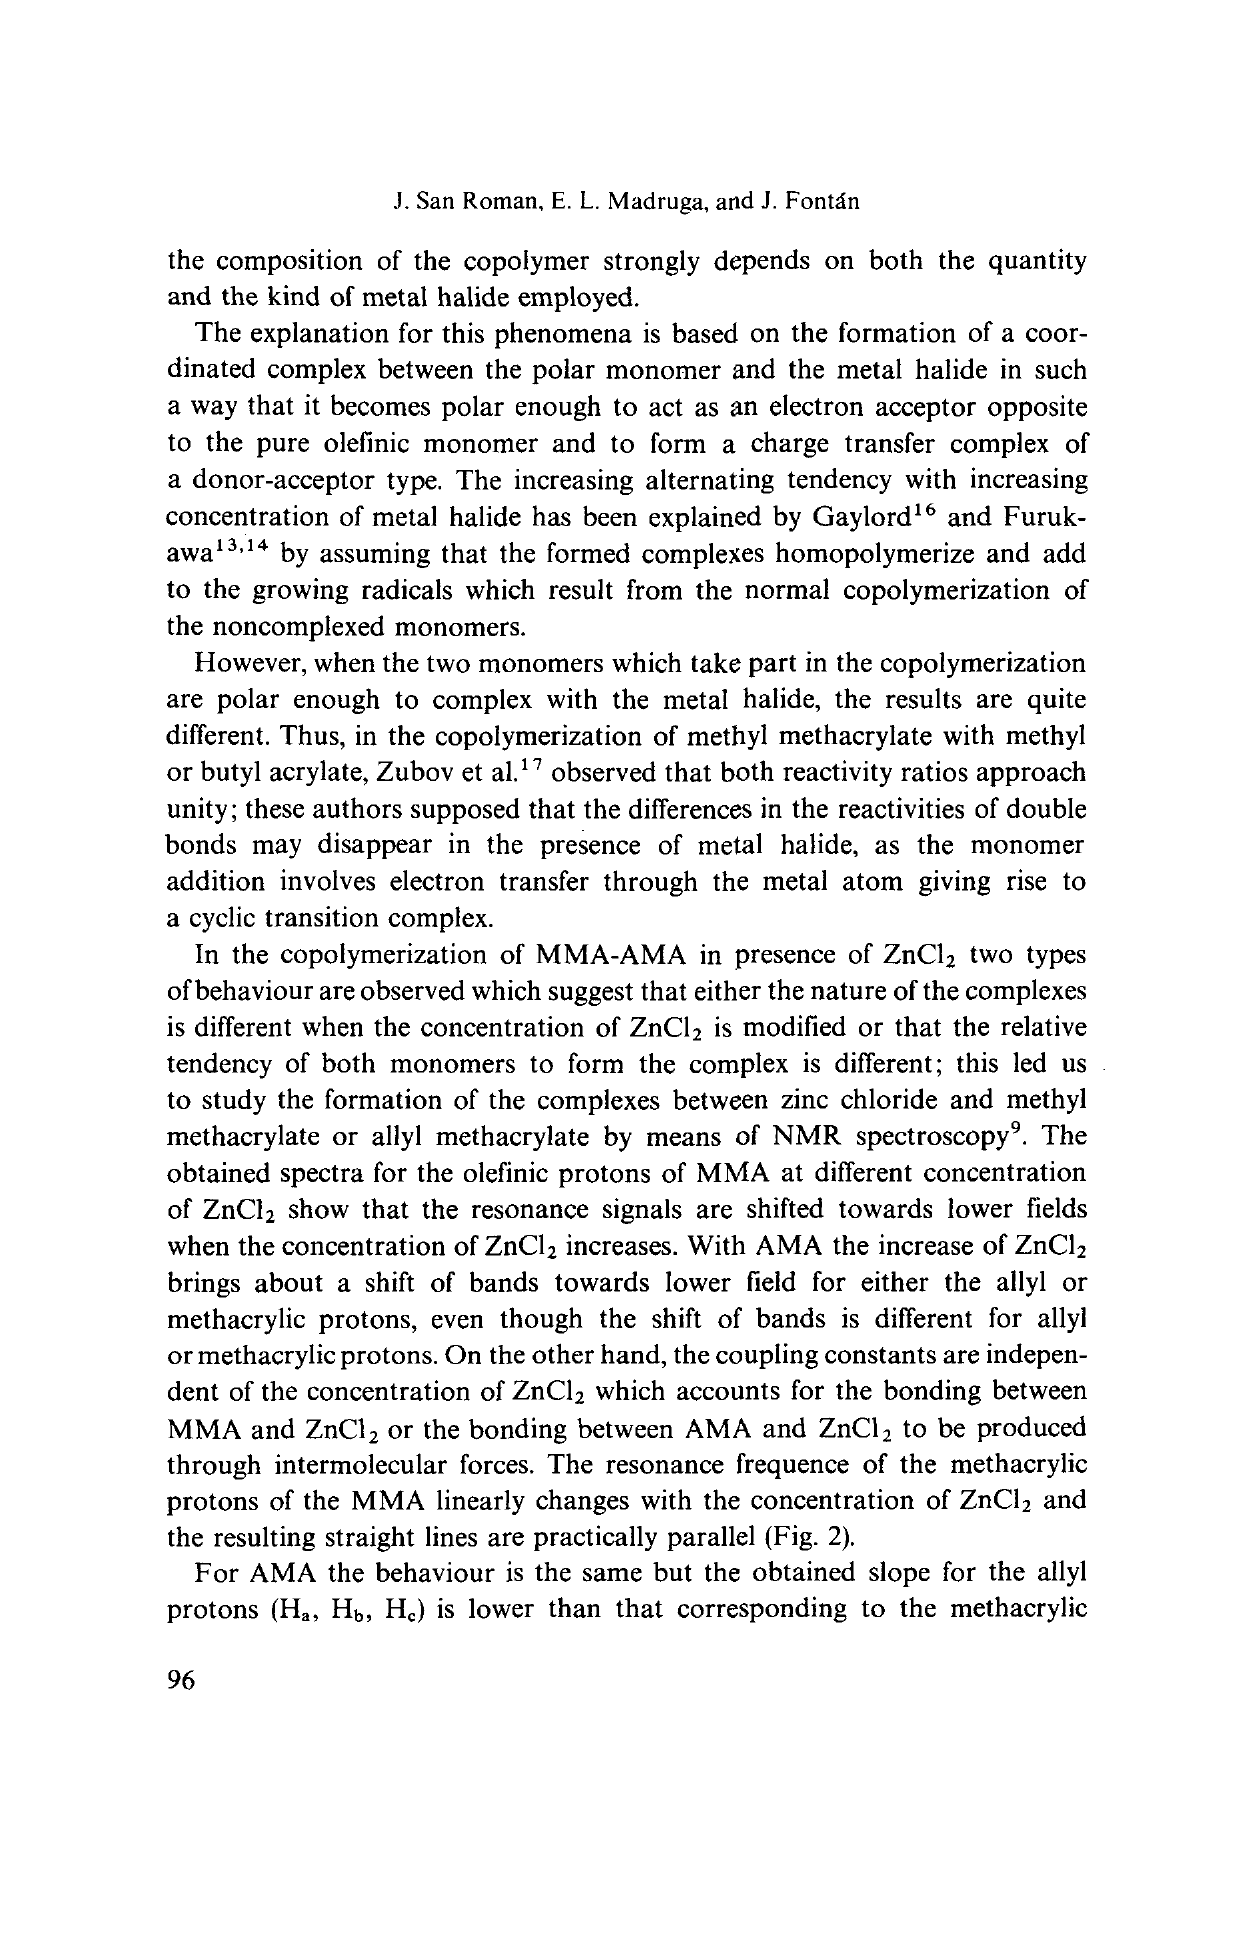 J. San Roman, E. L. Madruga, and J. Fontán
the composition of the copolymer strongly depends on both the quantity
and the kind of metal halide employed.
The explanation for this phenomena is based on the formation of a coor-
dinated complex between the polar monomer and the metal halide in such
a way that it becomes polar enough to act as an electron acceptor opposite
to the pure olefinic monomer and to form a charge transfer complex of
a donor-acceptor type. The increasing alternating tendency with increasing
concentration of metal halide has been explained by Gaylord¹⁶ and Furuk-
awa¹³,¹⁴ by assuming that the formed complexes homopolymerize and add
to the growing radicals which result from the normal copolymerization of
the noncomplexed monomers.
However, when the two monomers which take part in the copolymerization
are polar enough to complex with the metal halide, the results are quite
different. Thus, in the copolymerization of methyl methacrylate with methyl
or butyl acrylate, Zubov et al.¹⁷ observed that both reactivity ratios approach
unity; these authors supposed that the differences in the reactivities of double
bonds may disappear in the presence of metal halide, as the monomer
addition involves electron transfer through the metal atom giving rise to
a cyclic transition complex.
In the copolymerization of MMA-AMA in presence of ZnCl₂ two types
of behaviour are observed which suggest that either the nature of the complexes
is different when the concentration of ZnCl₂ is modified or that the relative
tendency of both monomers to form the complex is different; this led us
to study the formation of the complexes between zinc chloride and methyl
methacrylate or allyl methacrylate by means of NMR spectroscopy⁹. The
obtained spectra for the olefinic protons of MMA at different concentration
of ZnCl₂ show that the resonance signals are shifted towards lower fields
when the concentration of ZnCl₂ increases. With AMA the increase of ZnCl₂
brings about a shift of bands towards lower field for either the allyl or
methacrylic protons, even though the shift of bands is different for allyl
or methacrylic protons. On the other hand, the coupling constants are indepen-
dent of the concentration of ZnCl₂ which accounts for the bonding between
MMA and ZnCl₂ or the bonding between AMA and ZnCl₂ to be produced
through intermolecular forces. The resonance frequence of the methacrylic
protons of the MMA linearly changes with the concentration of ZnCl₂ and
the resulting straight lines are practically parallel (Fig. 2).
For AMA the behaviour is the same but the obtained slope for the allyl
protons (Hₐ, H_b, H_c) is lower than that corresponding to the methacrylic
96